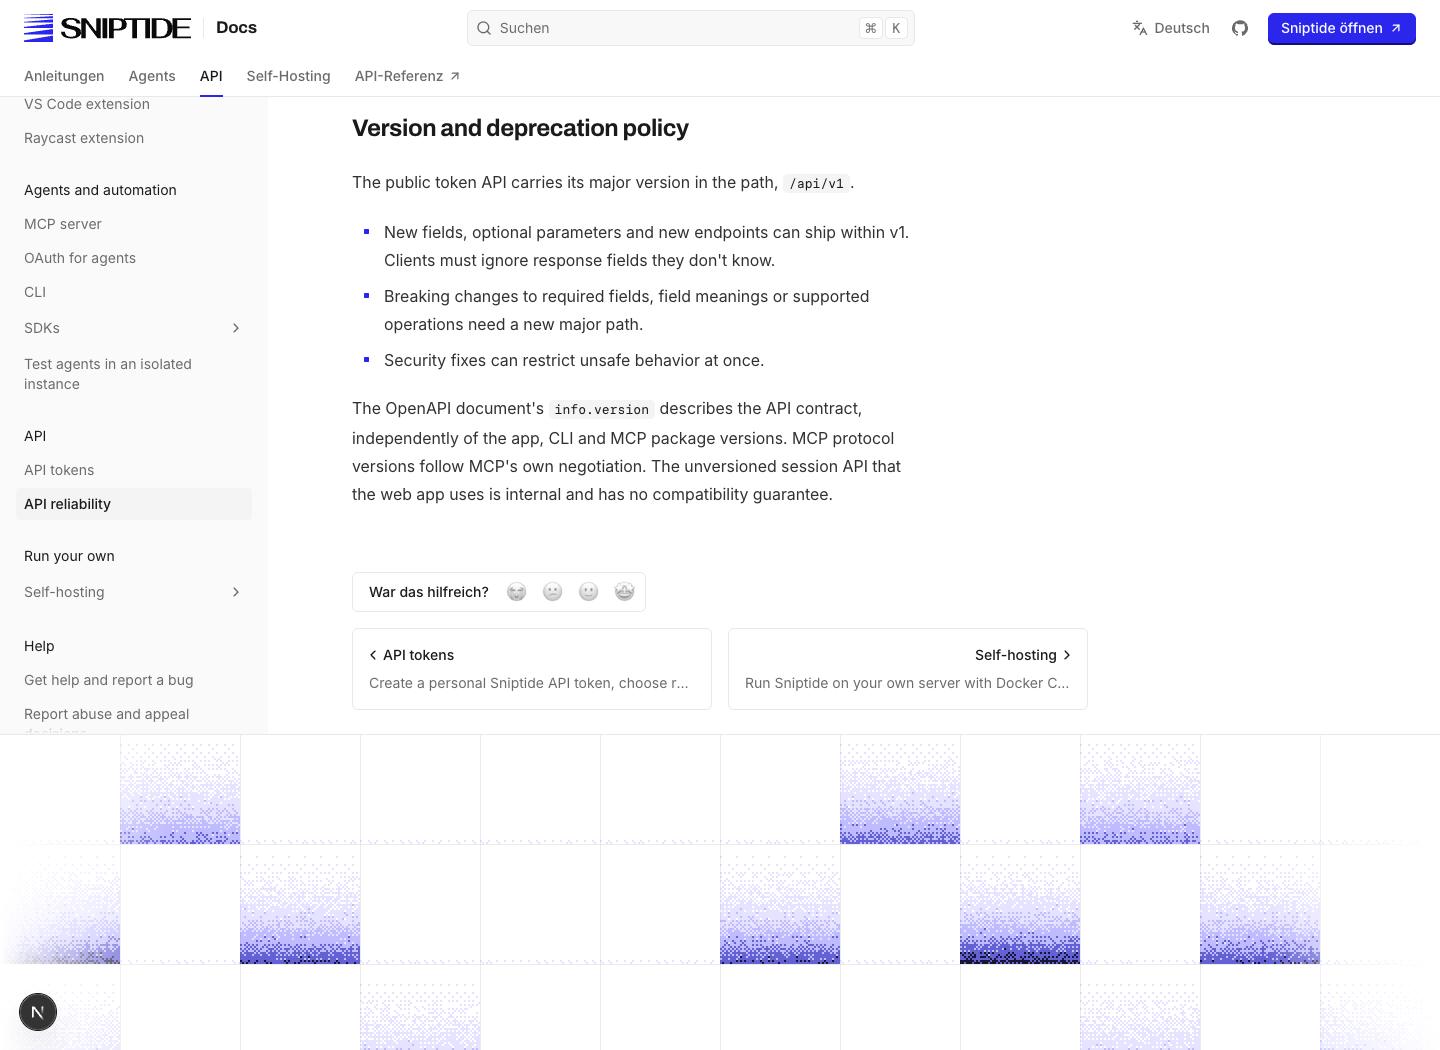 SNIPTIDE Docs
Suchen
⌘ K
Deutsch
Sniptide öffnen
Anleitungen
Agents
API
Self-Hosting
API-Referenz
VS Code extension
Raycast extension
Agents and automation
MCP server
OAuth for agents
CLI
SDKs
Test agents in an isolated
instance
API
API tokens
API reliability
Run your own
Self-hosting
Help
Get help and report a bug
Report abuse and appeal
Version and deprecation policy
The public token API carries its major version in the path, /api/v1.
New fields, optional parameters and new endpoints can ship within v1.
Clients must ignore response fields they don't know.
Breaking changes to required fields, field meanings or supported
operations need a new major path.
Security fixes can restrict unsafe behavior at once.
The OpenAPI document's info.version describes the API contract,
independently of the app, CLI and MCP package versions. MCP protocol
versions follow MCP's own negotiation. The unversioned session API that
the web app uses is internal and has no compatibility guarantee.
War das hilfreich?
API tokens
Create a personal Sniptide API token, choose r...
Self-hosting
Run Sniptide on your own server with Docker C...
N